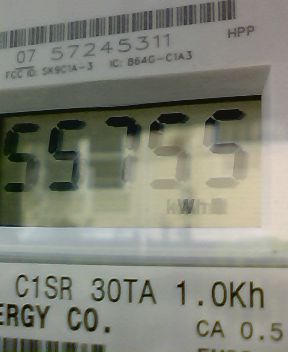 07 57245311
HPP
FCC ID: SK9C1A-3 IC: 864G-C1A3
55755
kWh
C1SR 30TA 1.0Kh
ERGY CO.
CA 0.5